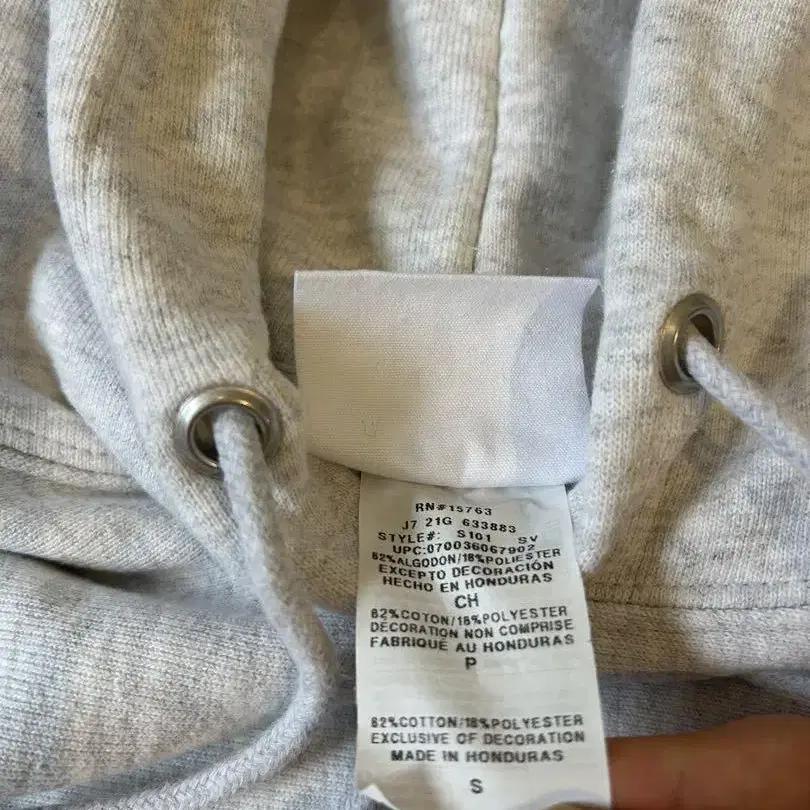 RN#15763
J7 21G 633883
STYLE#: S101 SV
UPC:070036067902
82%ALGODON/18%POLIESTER
EXCEPTO DECORACIÓN
HECHO EN HONDURAS
CH
82%COTON/18%POLYESTER
DÉCORATION NON COMPRISE
FABRIQUÉ AU HONDURAS
P
82%COTTON/18%POLYESTER
EXCLUSIVE OF DECORATION
MADE IN HONDURAS
S